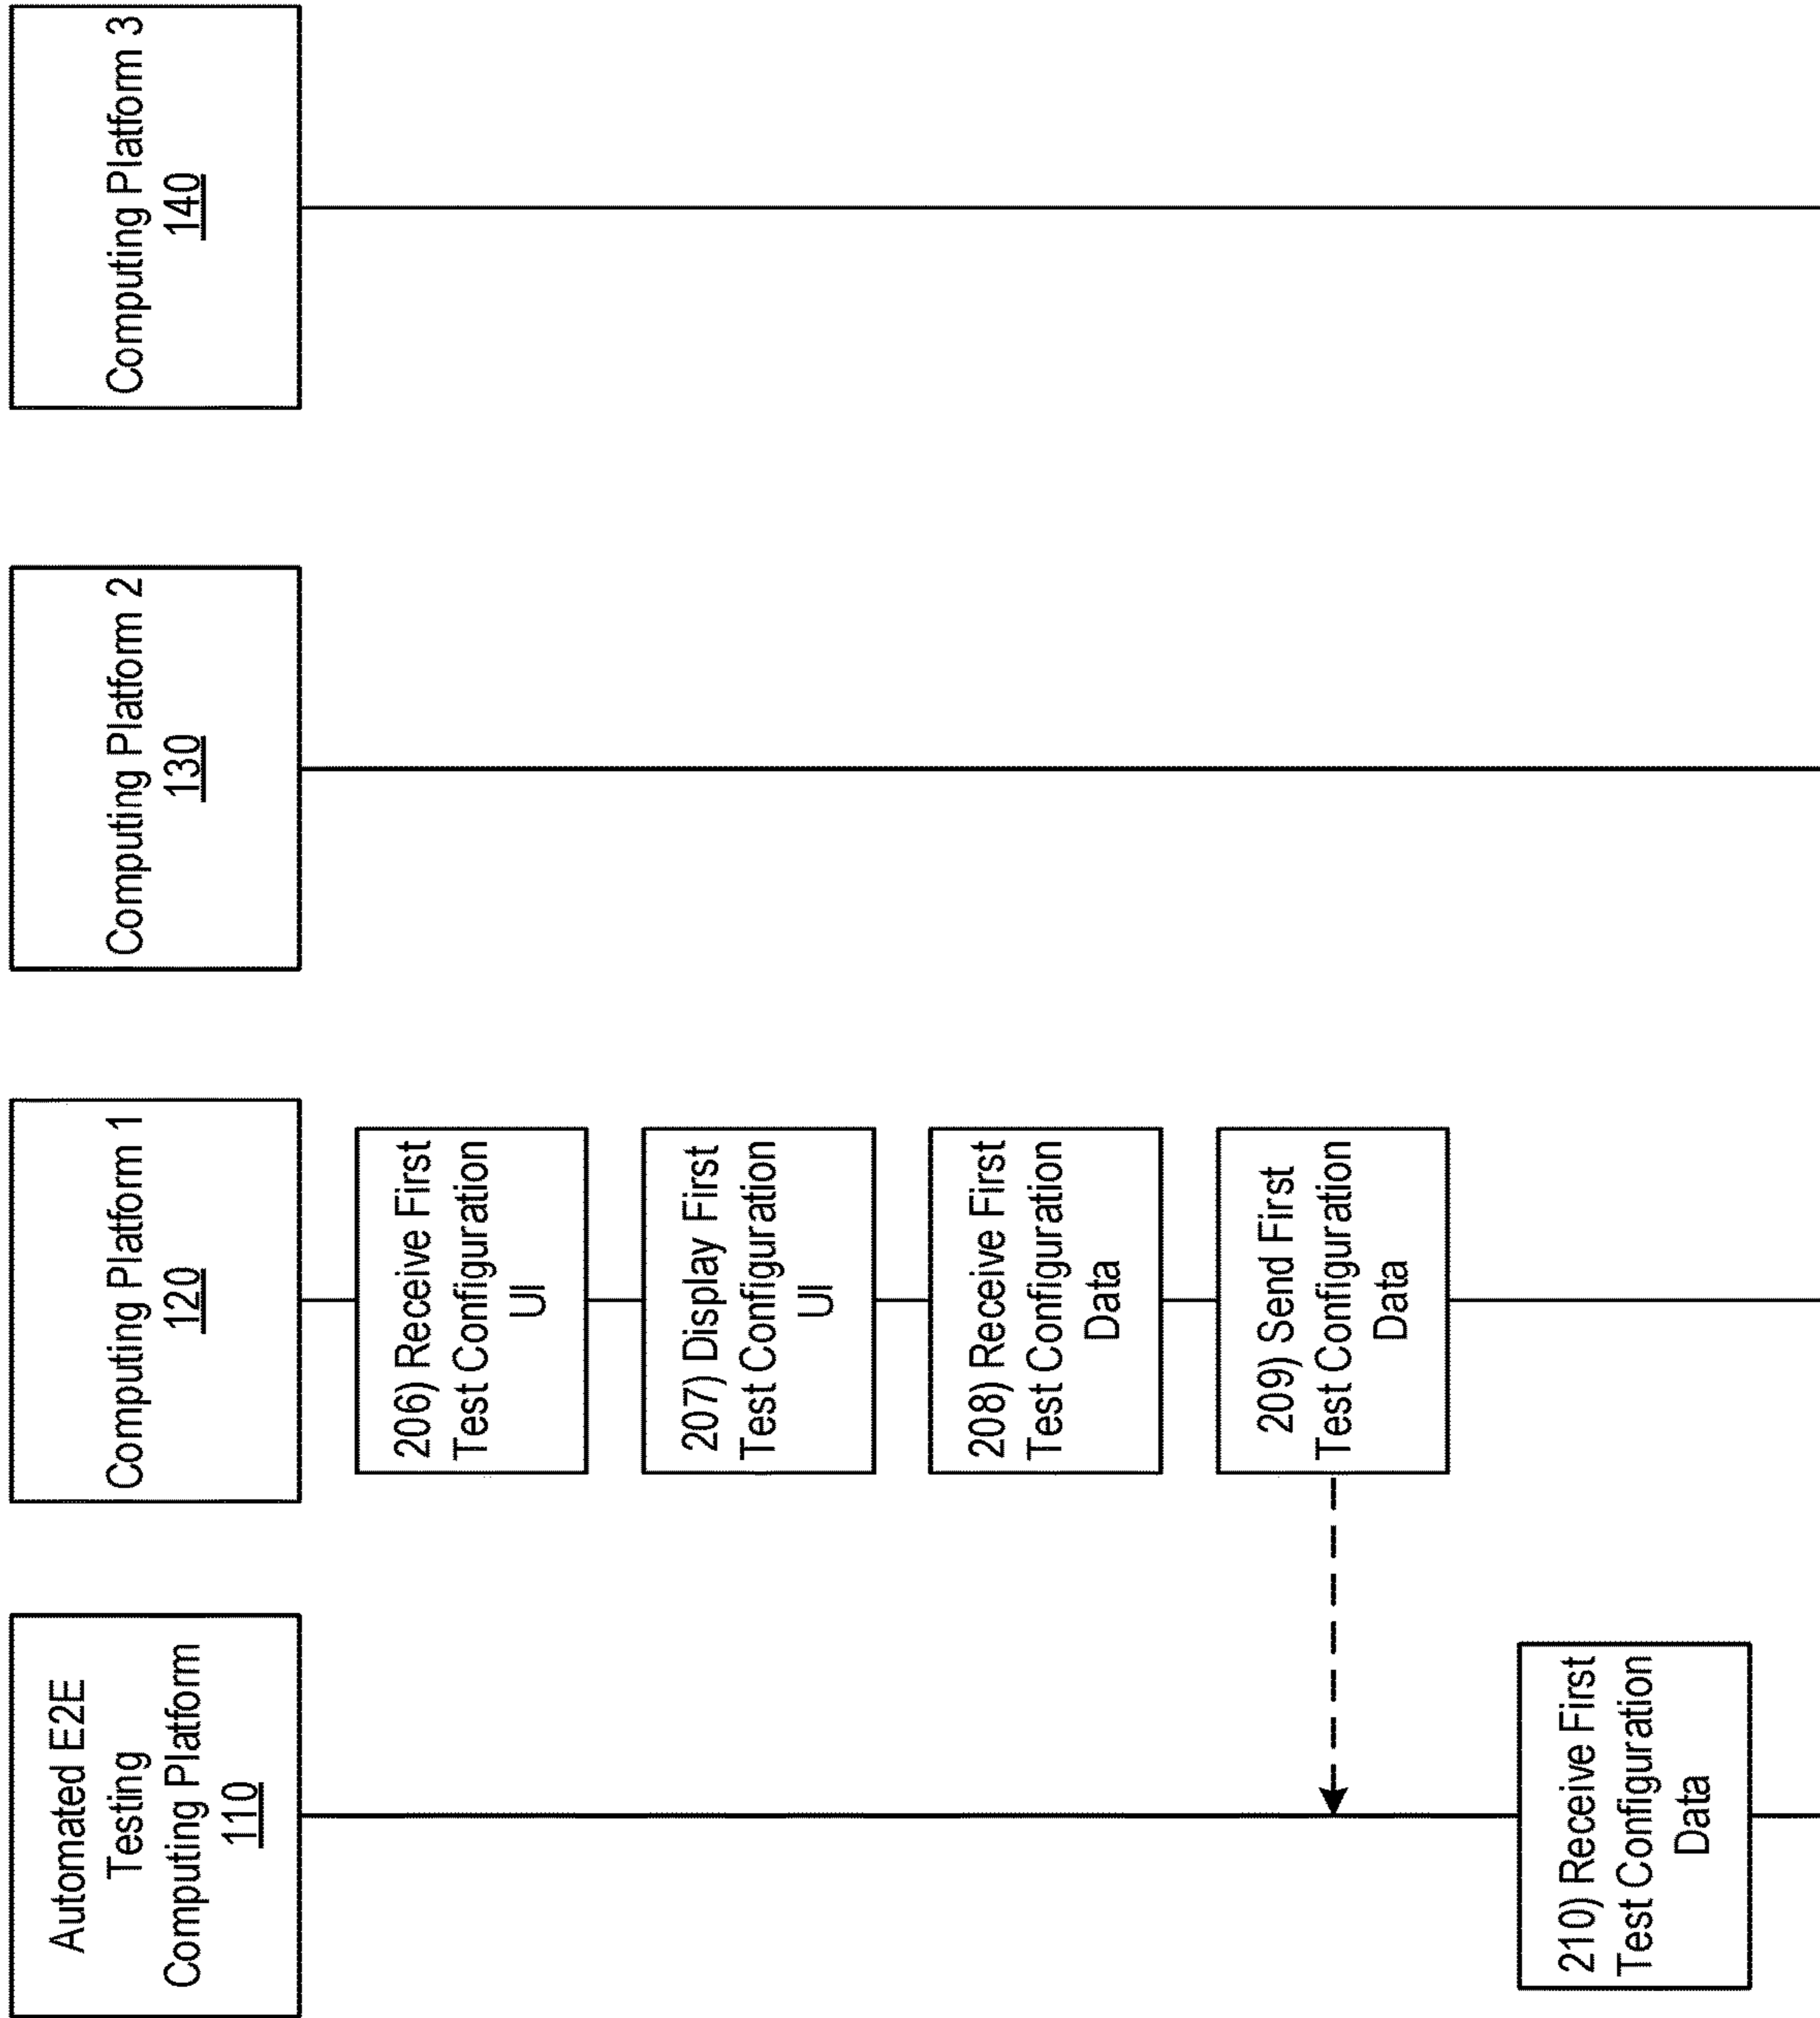 Automated E2E
Testing
Computing Platform
110
Computing Platform 1
120
Computing Platform 2
130
Computing Platform 3
140
206) Receive First
Test Configuration
UI
207) Display First
Test Configuration
UI
208) Receive First
Test Configuration
Data
209) Send First
Test Configuration
Data
210) Receive First
Test Configuration
Data